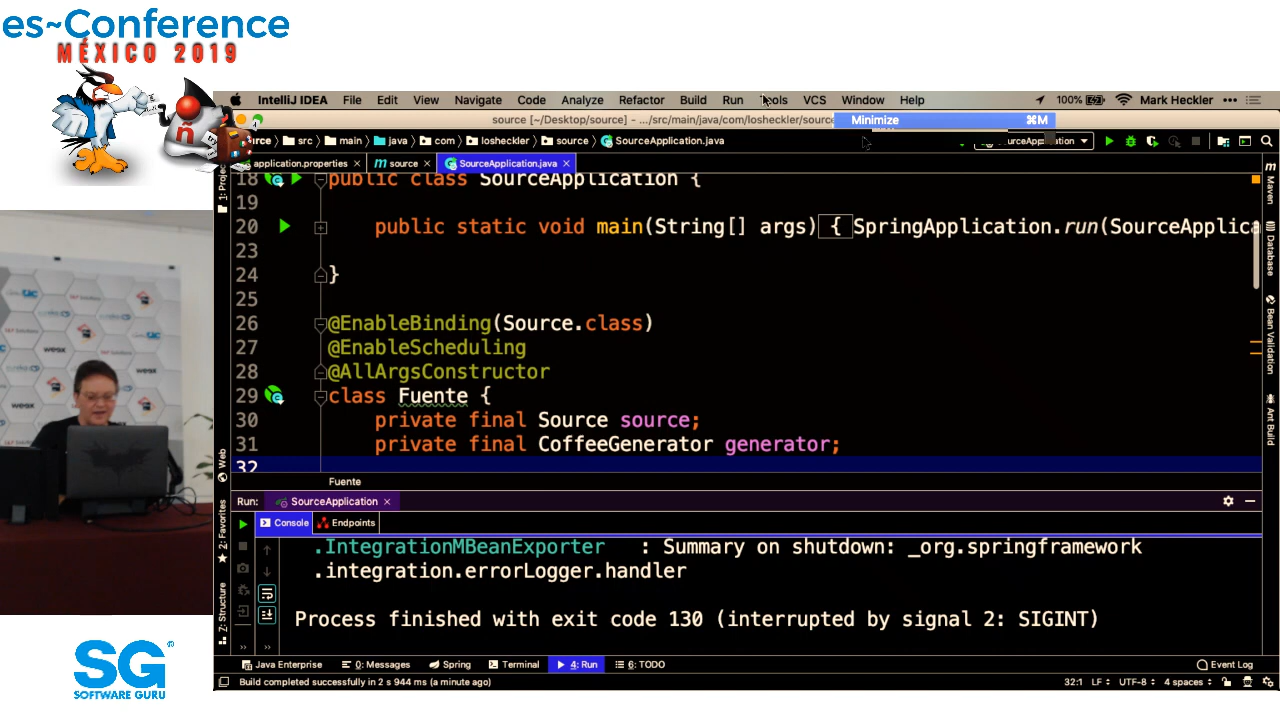 es~Conference
MÉXICO 2019
IntelliJ IDEA File Edit View Navigate Code Analyze Refactor Build Run Tools VCS Window Help 100% Mark Heckler
source [~/Desktop/source] - .../src/main/java/com/losheckler/source
Minimize ⌘M
src main java com losheckler source SourceApplication.java
application.properties source SourceApplication.java
18 public class SourceApplication {
19
20 public static void main(String[] args) { SpringApplication.run(SourceApplica
23
24 }
25
26 @EnableBinding(Source.class)
27 @EnableScheduling
28 @AllArgsConstructor
29 class Fuente {
30 private final Source source;
31 private final CoffeeGenerator generator;
32
Fuente
Run: SourceApplication
Console Endpoints
.IntegrationMBeanExporter : Summary on shutdown: _org.springframework
.integration.errorLogger.handler
Process finished with exit code 130 (interrupted by signal 2: SIGINT)
Java Enterprise 0: Messages Spring Terminal 4: Run 6: TODO Event Log
Build completed successfully in 2 s 944 ms (a minute ago) 32:1 LF UTF-8 4 spaces
Web
2: Favorites
Z: Structure
Maven
Database
Bean Validation
Ant Build
weax
SG
SOFTWARE GURU